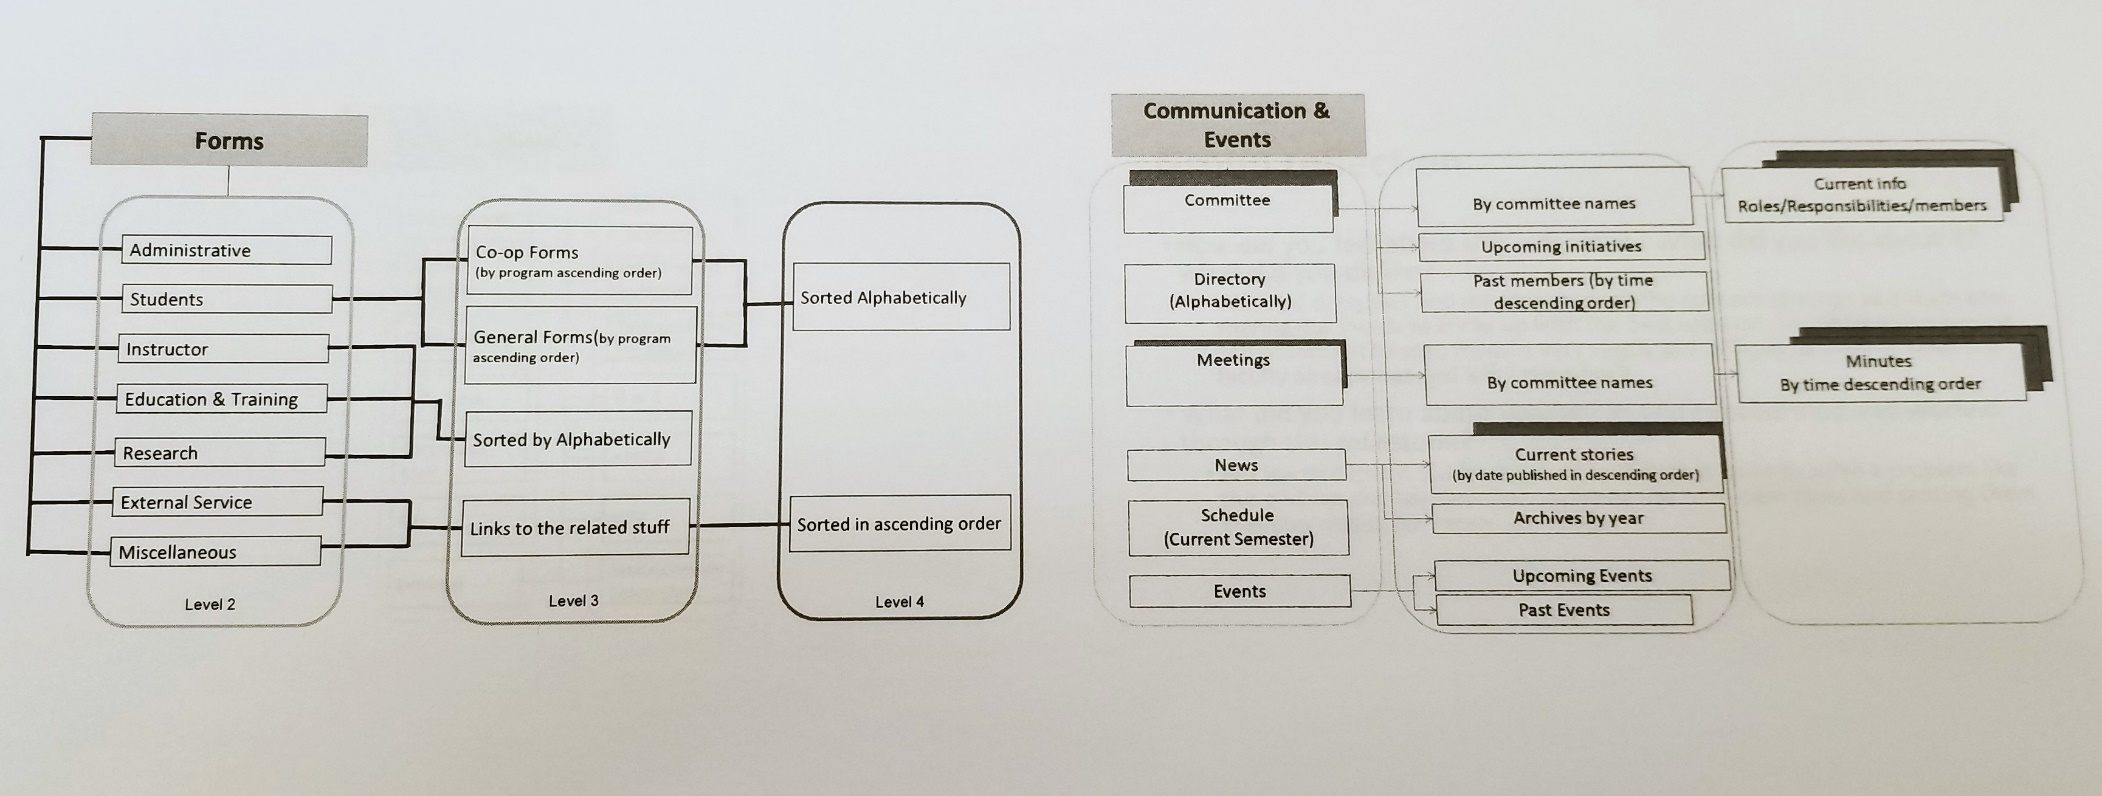 Forms
Administrative
Students
Instructor
Education & Training
Research
External Service
Miscellaneous
Level 2
Co-op Forms
(by program ascending order)
General Forms(by program
ascending order)
Sorted by Alphabetically
Links to the related stuff
Level 3
Sorted Alphabetically
Sorted in ascending order
Level 4
Communication &
Events
Committee
Directory
(Alphabetically)
Meetings
News
Schedule
(Current Semester)
Events
By committee names
Upcoming initiatives
Past members (by time
descending order)
By committee names
Current stories
(by date published in descending order)
Archives by year
Upcoming Events
Past Events
Current info
Roles/Responsibilities/members
Minutes
By time descending order